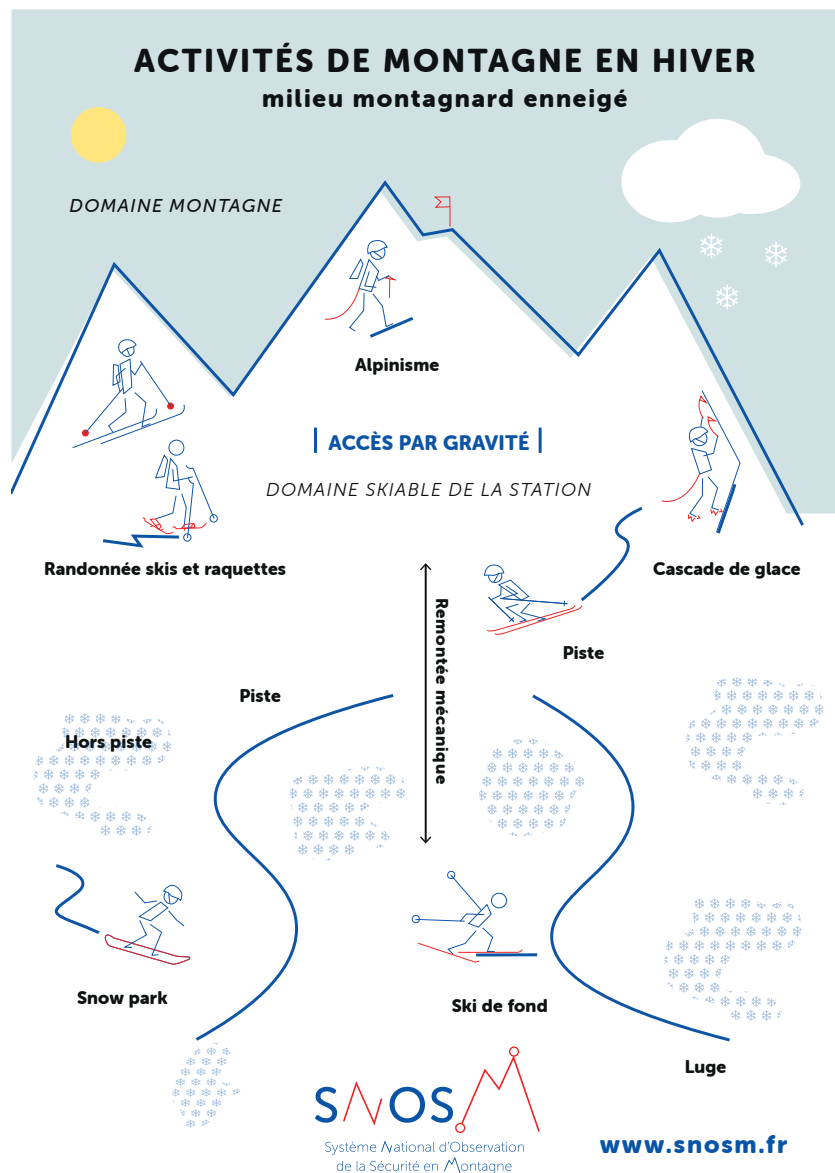 ACTIVITÉS DE MONTAGNE EN HIVER
milieu montagnard enneigé
DOMAINE MONTAGNE
Alpinisme
ACCÈS PAR GRAVITÉ
DOMAINE SKIABLE DE LA STATION
Randonnée skis et raquettes
Cascade de glace
Remontée mécanique
Piste
Piste
Hors piste
Snow park
Ski de fond
Luge
SNOSM
Système National d'Observation
de la Sécurité en Montagne
www.snosm.fr